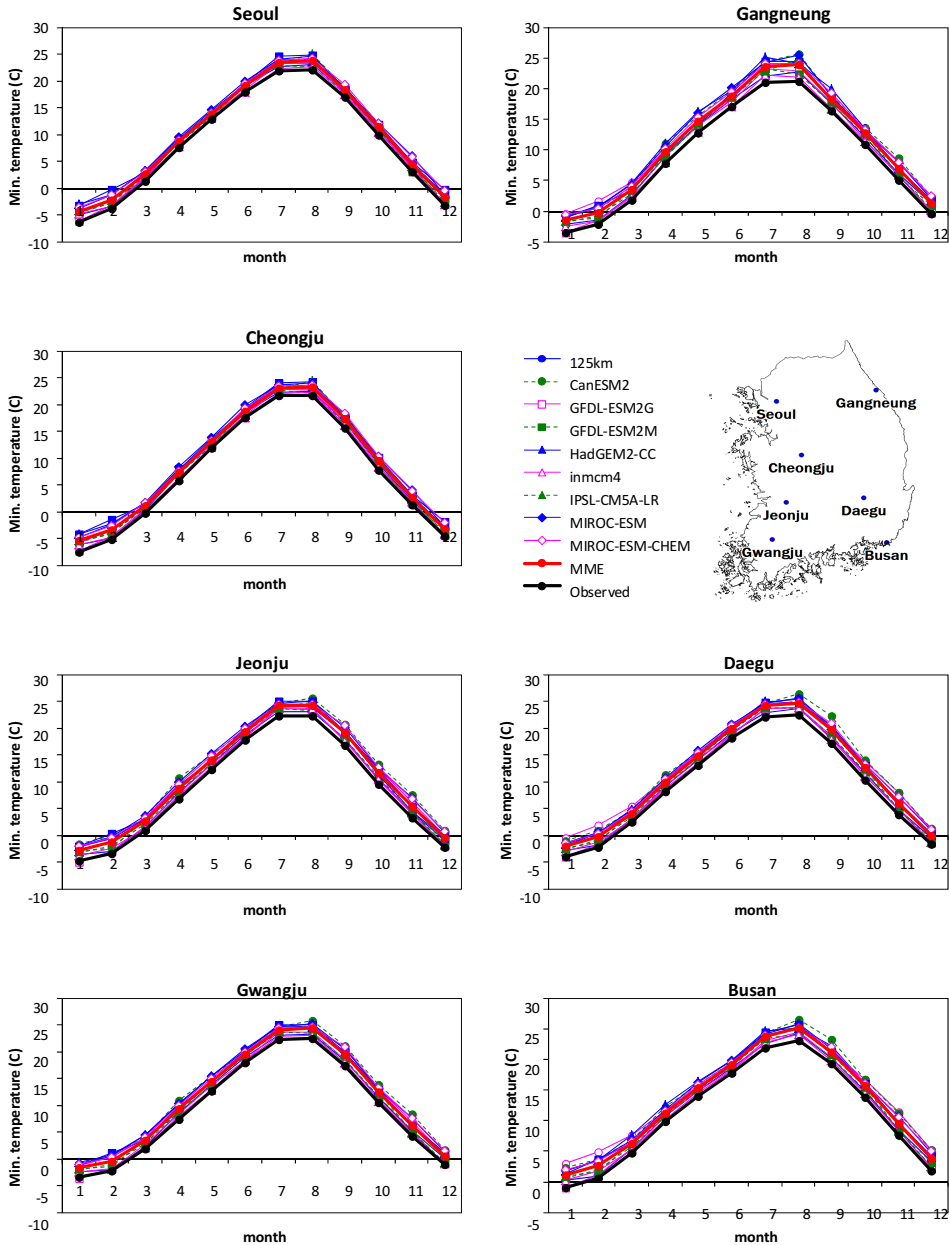 Seoul
Min. temperature (C)
30
25
20
15
10
5
0
-5
-10
1 2 3 4 5 6 7 8 9 10 11 12
month
Gangneung
Min. temperature (C)
30
25
20
15
10
5
0
-5
1 2 3 4 5 6 7 8 9 10 11 12
month
Cheongju
Min. temperature (C)
30
25
20
15
10
5
0
-5
-10
1 2 3 4 5 6 7 8 9 10 11 12
month
125km
CanESM2
GFDL-ESM2G
GFDL-ESM2M
HadGEM2-CC
inmcm4
IPSL-CM5A-LR
MIROC-ESM
MIROC-ESM-CHEM
MME
Observed
Seoul
Gangneung
Cheongju
Jeonju
Daegu
Gwangju
Busan
Jeonju
Min. temperature (C)
30
25
20
15
10
5
0
-5
-10
1 2 3 4 5 6 7 8 9 10 11 12
month
Daegu
Min. temperature (C)
30
25
20
15
10
5
0
-5
-10
1 2 3 4 5 6 7 8 9 10 11 12
month
Gwangju
Min. temperature (C)
30
25
20
15
10
5
0
-5
-10
1 2 3 4 5 6 7 8 9 10 11 12
month
Busan
Min. temperature (C)
30
25
20
15
10
5
0
-5
1 2 3 4 5 6 7 8 9 10 11 12
month